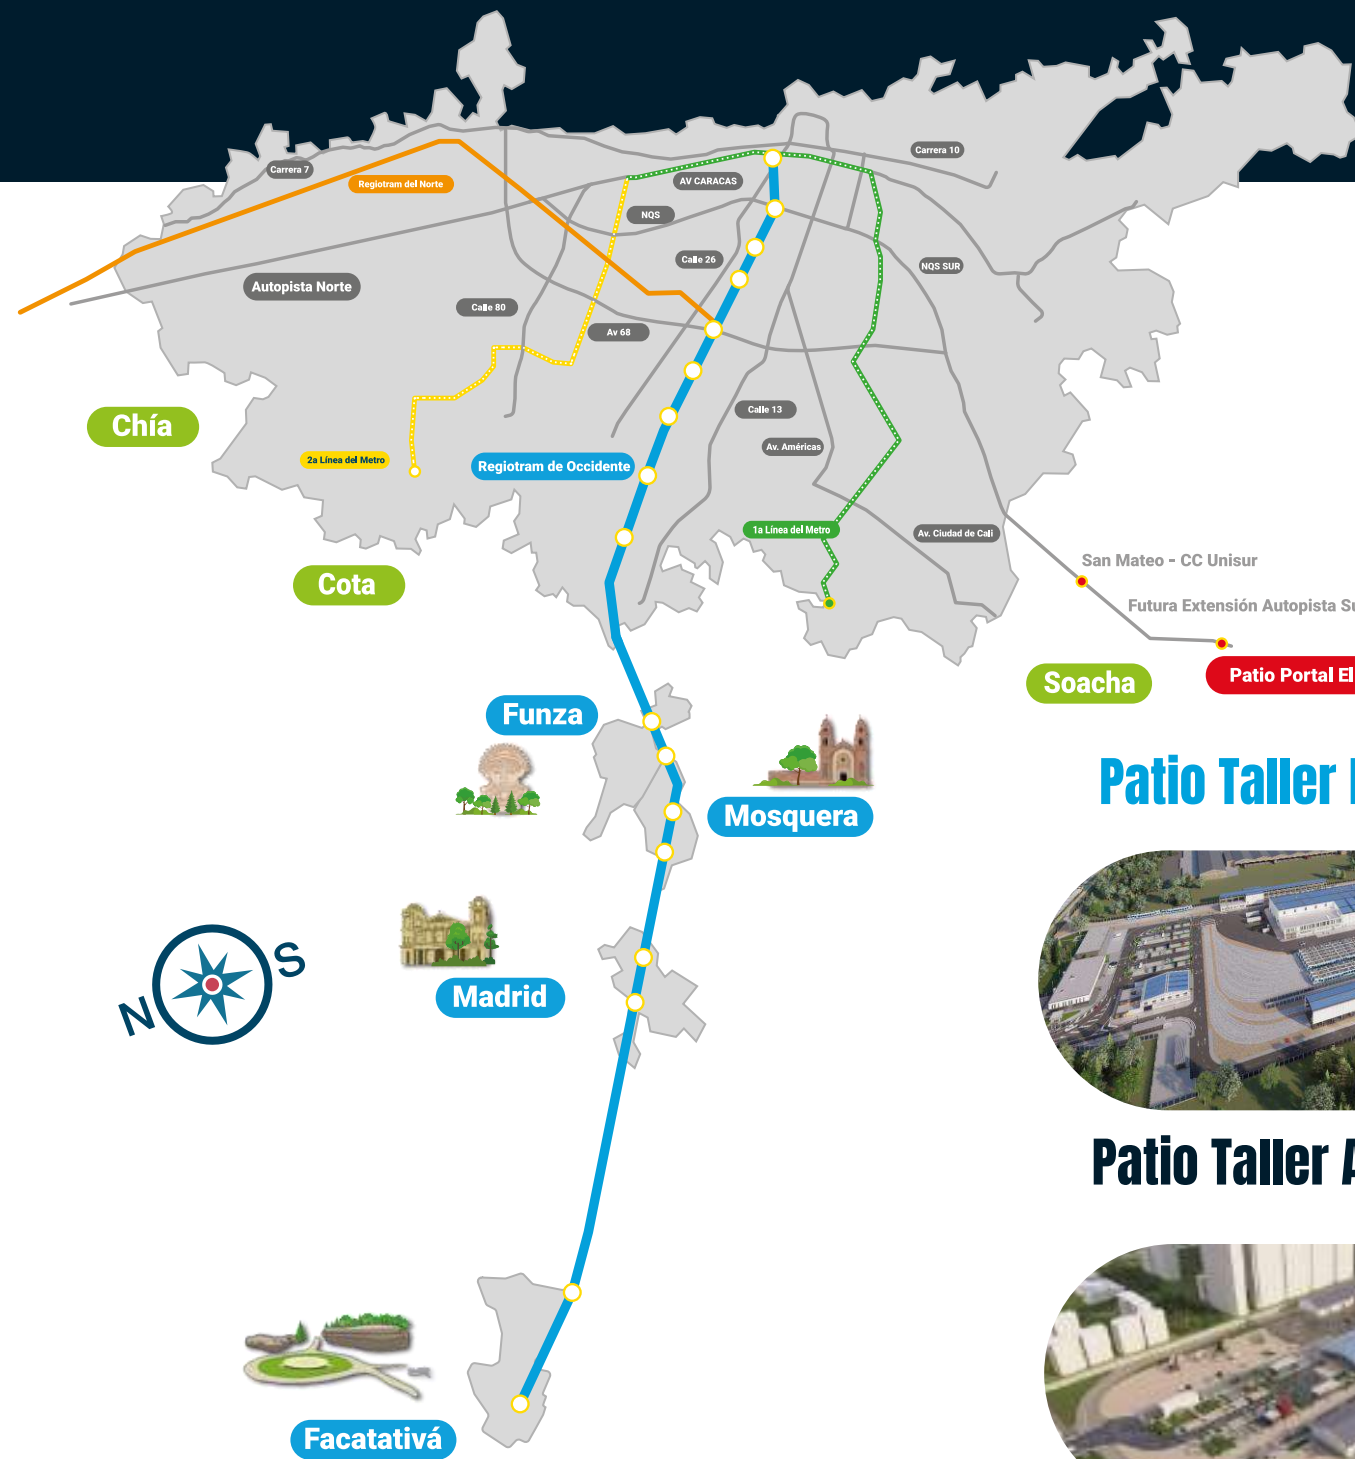 Carrera 10
Carrera 7
Registram del Norte
AV CARACAS
NQS
Calle 26
NQS SUR
Autopista Norte
Calle 80
Av 68
Calle 13
Chía
Av. Américas
2a Línea del Metro
Registram de Occidente
1a Línea del Metro
Av. Ciudad de Cali
San Mateo - CC Unisur
Cota
Futura Extensión Autopista Su
Soacha
Patio Portal El
Funza
Patio Taller
Mosquera
S
N
Madrid
Patio Taller A
Facatativá